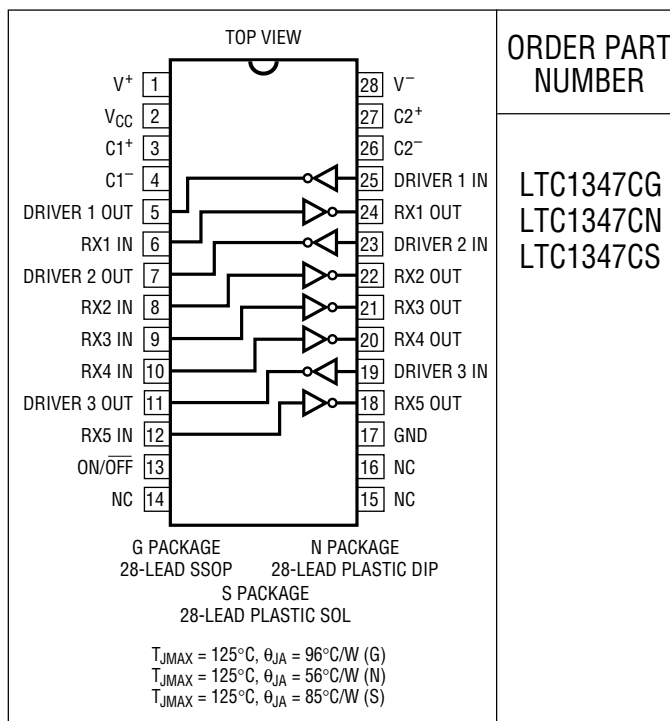 TOP VIEW
V+ 1
VCC 2
C1+ 3
C1– 4
DRIVER 1 OUT 5
RX1 IN 6
DRIVER 2 OUT 7
RX2 IN 8
RX3 IN 9
RX4 IN 10
DRIVER 3 OUT 11
RX5 IN 12
ON/OFF 13
NC 14
28 V–
27 C2+
26 C2–
25 DRIVER 1 IN
24 RX1 OUT
23 DRIVER 2 IN
22 RX2 OUT
21 RX3 OUT
20 RX4 OUT
19 DRIVER 3 IN
18 RX5 OUT
17 GND
16 NC
15 NC
G PACKAGE
28-LEAD SSOP
N PACKAGE
28-LEAD PLASTIC DIP
S PACKAGE
28-LEAD PLASTIC SOL
TJMAX = 125°C, θJA = 96°C/W (G)
TJMAX = 125°C, θJA = 56°C/W (N)
TJMAX = 125°C, θJA = 85°C/W (S)
ORDER PART
NUMBER
LTC1347CG
LTC1347CN
LTC1347CS